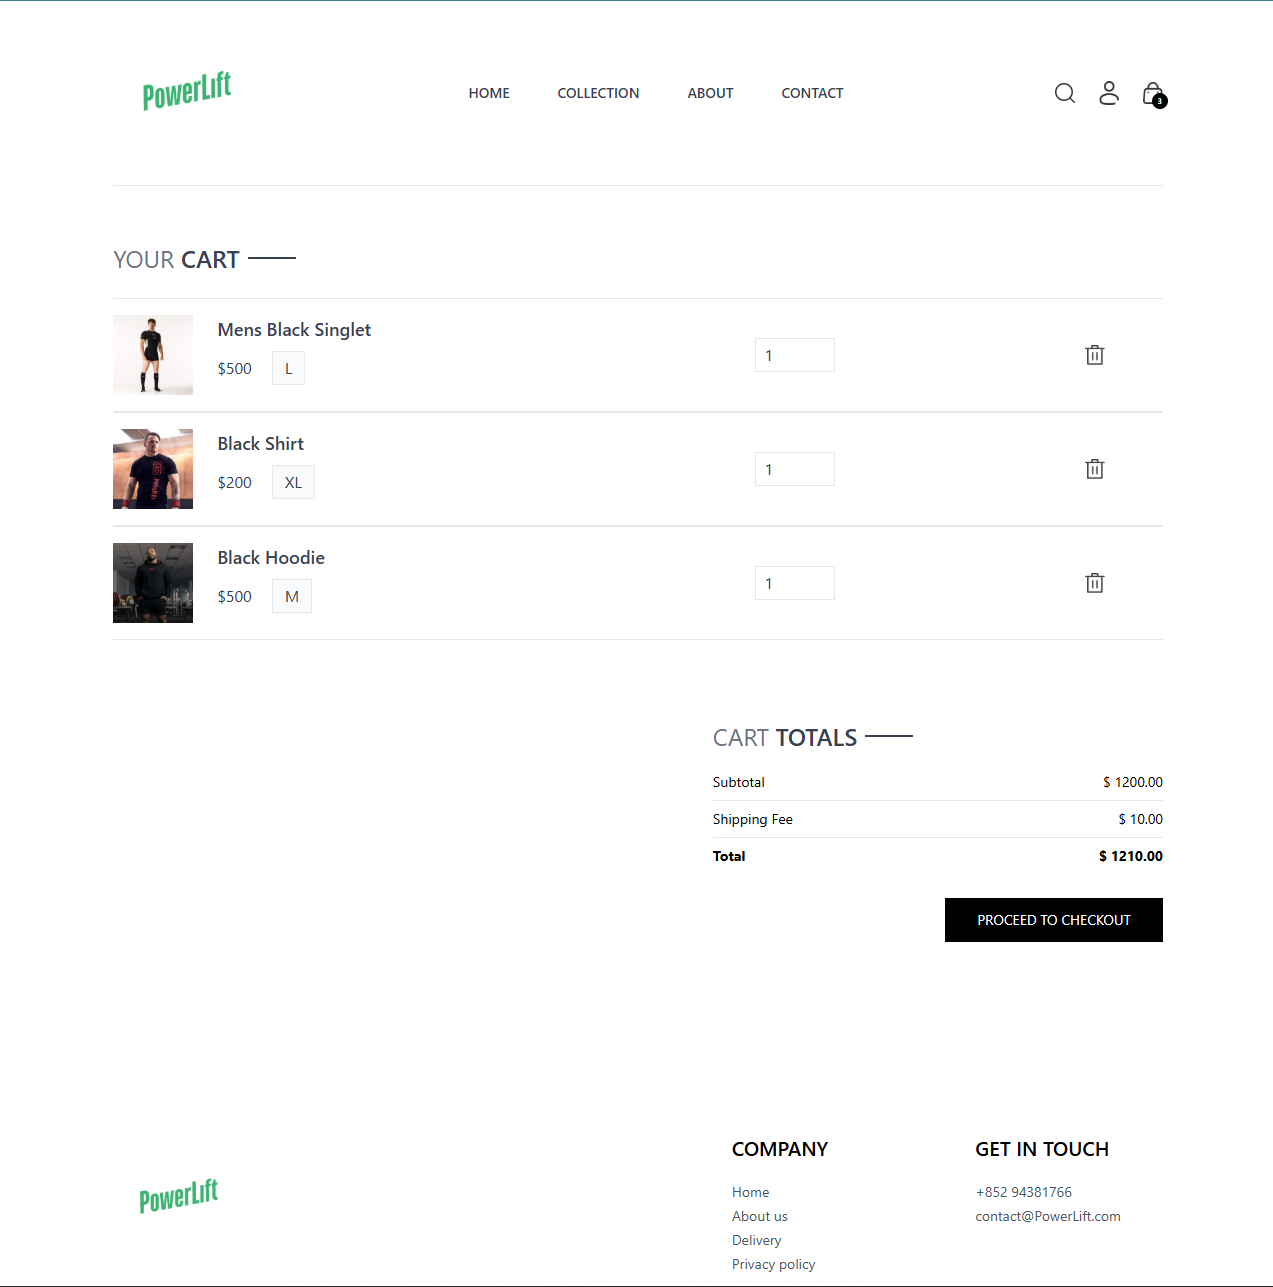 PowerLift
HOME COLLECTION ABOUT CONTACT
3
YOUR CART
Mens Black Singlet
$500 L
1
Black Shirt
$200 XL
1
Black Hoodie
$500 M
1
CART TOTALS
Subtotal $ 1200.00
Shipping Fee $ 10.00
Total $ 1210.00
PROCEED TO CHECKOUT
PowerLift
COMPANY
Home
About us
Delivery
Privacy policy
GET IN TOUCH
+852 94381766
contact@PowerLift.com